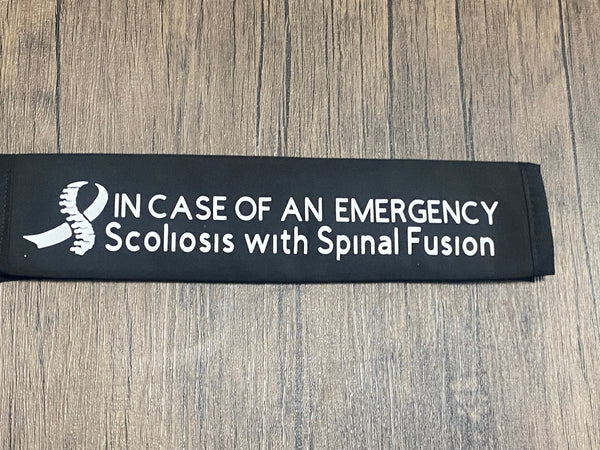 IN CASE OF AN EMERGENCY
Scoliosis with Spinal Fusion